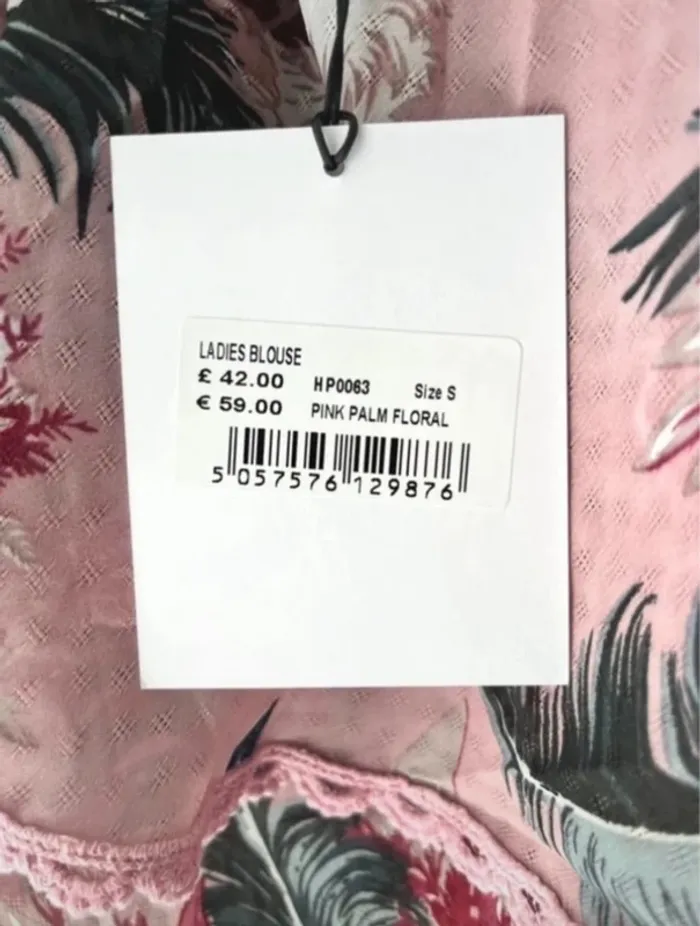 LADIES BLOUSE
£ 42.00 HP0063 Size S
€ 59.00 PINK PALM FLORAL
5 057576 129876